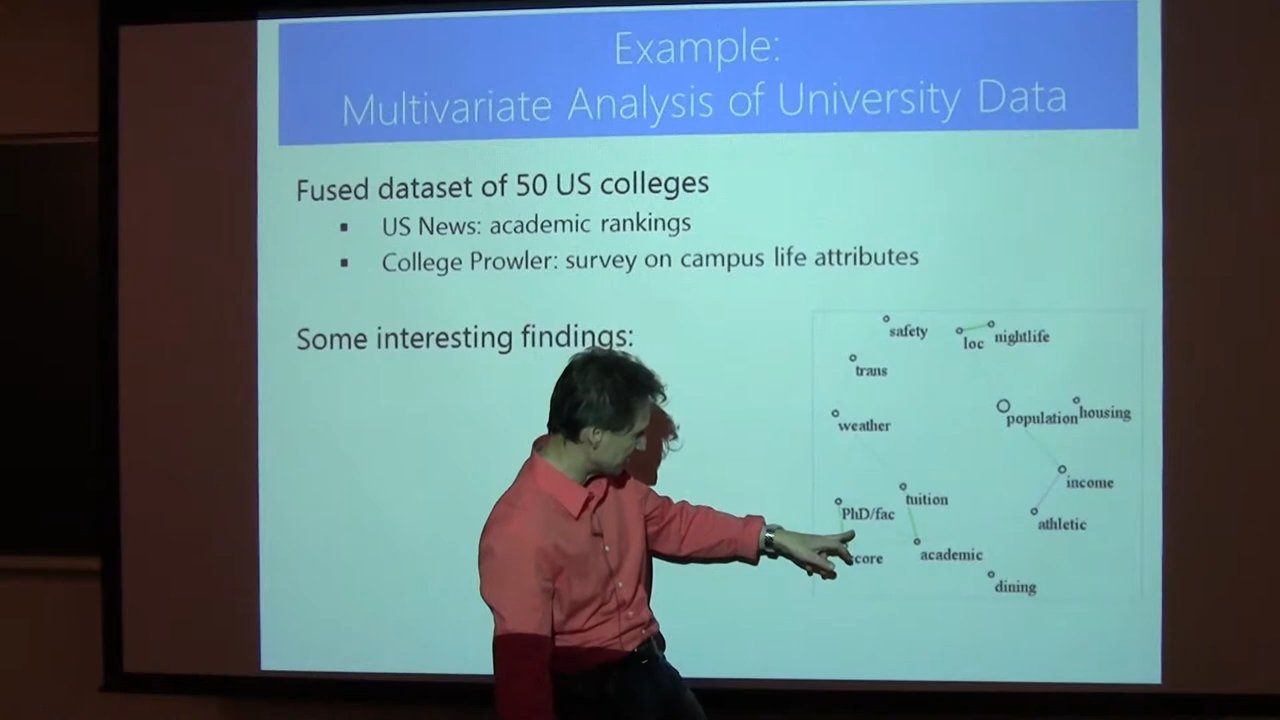 Example:
Multivariate Analysis of University Data
Fused dataset of 50 US colleges
▪ US News: academic rankings
▪ College Prowler: survey on campus life attributes
Some interesting findings:
safety
loc
nightlife
trans
population
housing
weather
income
tuition
PhD/fac
athletic
academic
core
dining